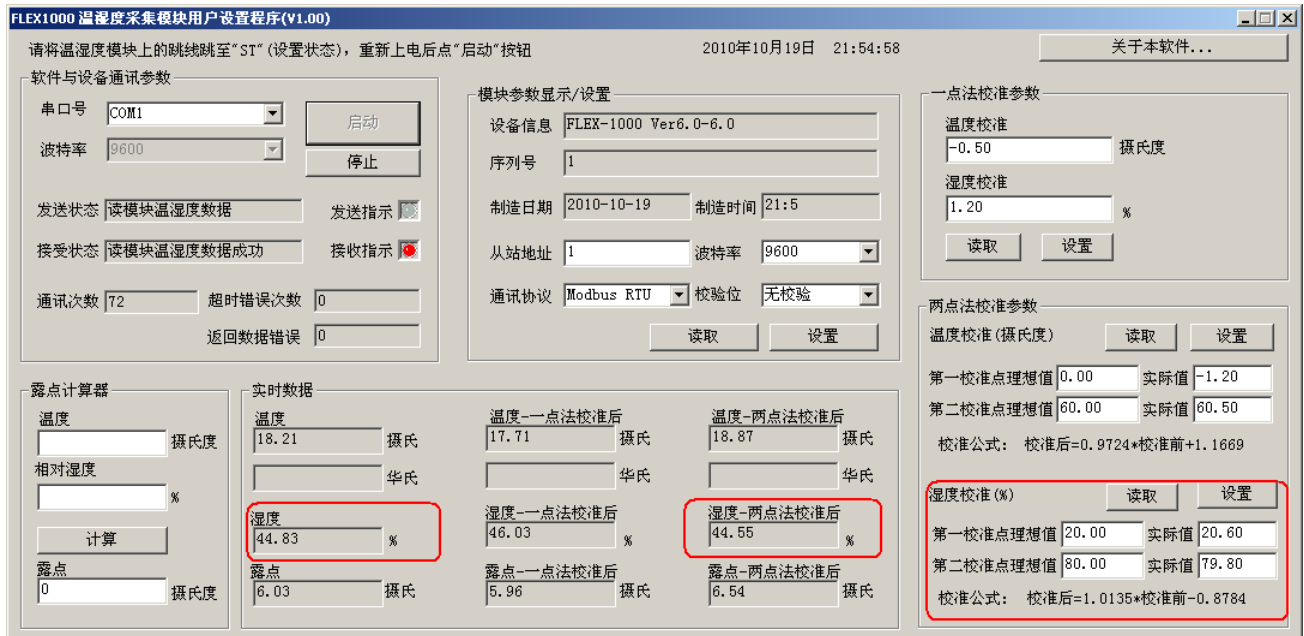 FLEX1000 温湿度采集模块用户设置程序(V1.00)
请将温湿度模块上的跳线跳至“ST”(设置状态), 重新上电后点“启动”按钮
2010年10月19日 21:54:58
关于本软件...
软件与设备通讯参数
串口号 COM1
启动
波特率 9600
停止
发送状态 读模块温湿度数据 发送指示
接受状态 读模块温湿度数据成功 接收指示
通讯次数 72 超时错误次数 0
返回数据错误 0
模块参数显示/设置
设备信息 FLEX-1000 Ver6.0-6.0
序列号 1
制造日期 2010-10-19 制造时间 21:5
从站地址 1 波特率 9600
通讯协议 Modbus RTU 校验位 无校验
读取 设置
一点法校准参数
温度校准
-0.50 摄氏度
湿度校准
1.20 %
读取 设置
两点法校准参数
温度校准(摄氏度) 读取 设置
第一校准点理想值 0.00 实际值 -1.20
第二校准点理想值 60.00 实际值 60.50
校准公式: 校准后=0.9724*校准前+1.1669
湿度校准(%) 读取 设置
第一校准点理想值 20.00 实际值 20.60
第二校准点理想值 80.00 实际值 79.80
校准公式: 校准后=1.0135*校准前-0.8784
露点计算器
温度
摄氏度
相对湿度
%
计算
露点
0 摄氏度
实时数据
温度 温度-一点法校准后 温度-两点法校准后
18.21 摄氏 17.71 摄氏 18.87 摄氏
华氏 华氏 华氏
湿度 湿度-一点法校准后 湿度-两点法校准后
44.83 % 46.03 % 44.55 %
露点 露点-一点法校准后 露点-两点法校准后
6.03 摄氏 5.96 摄氏 6.54 摄氏